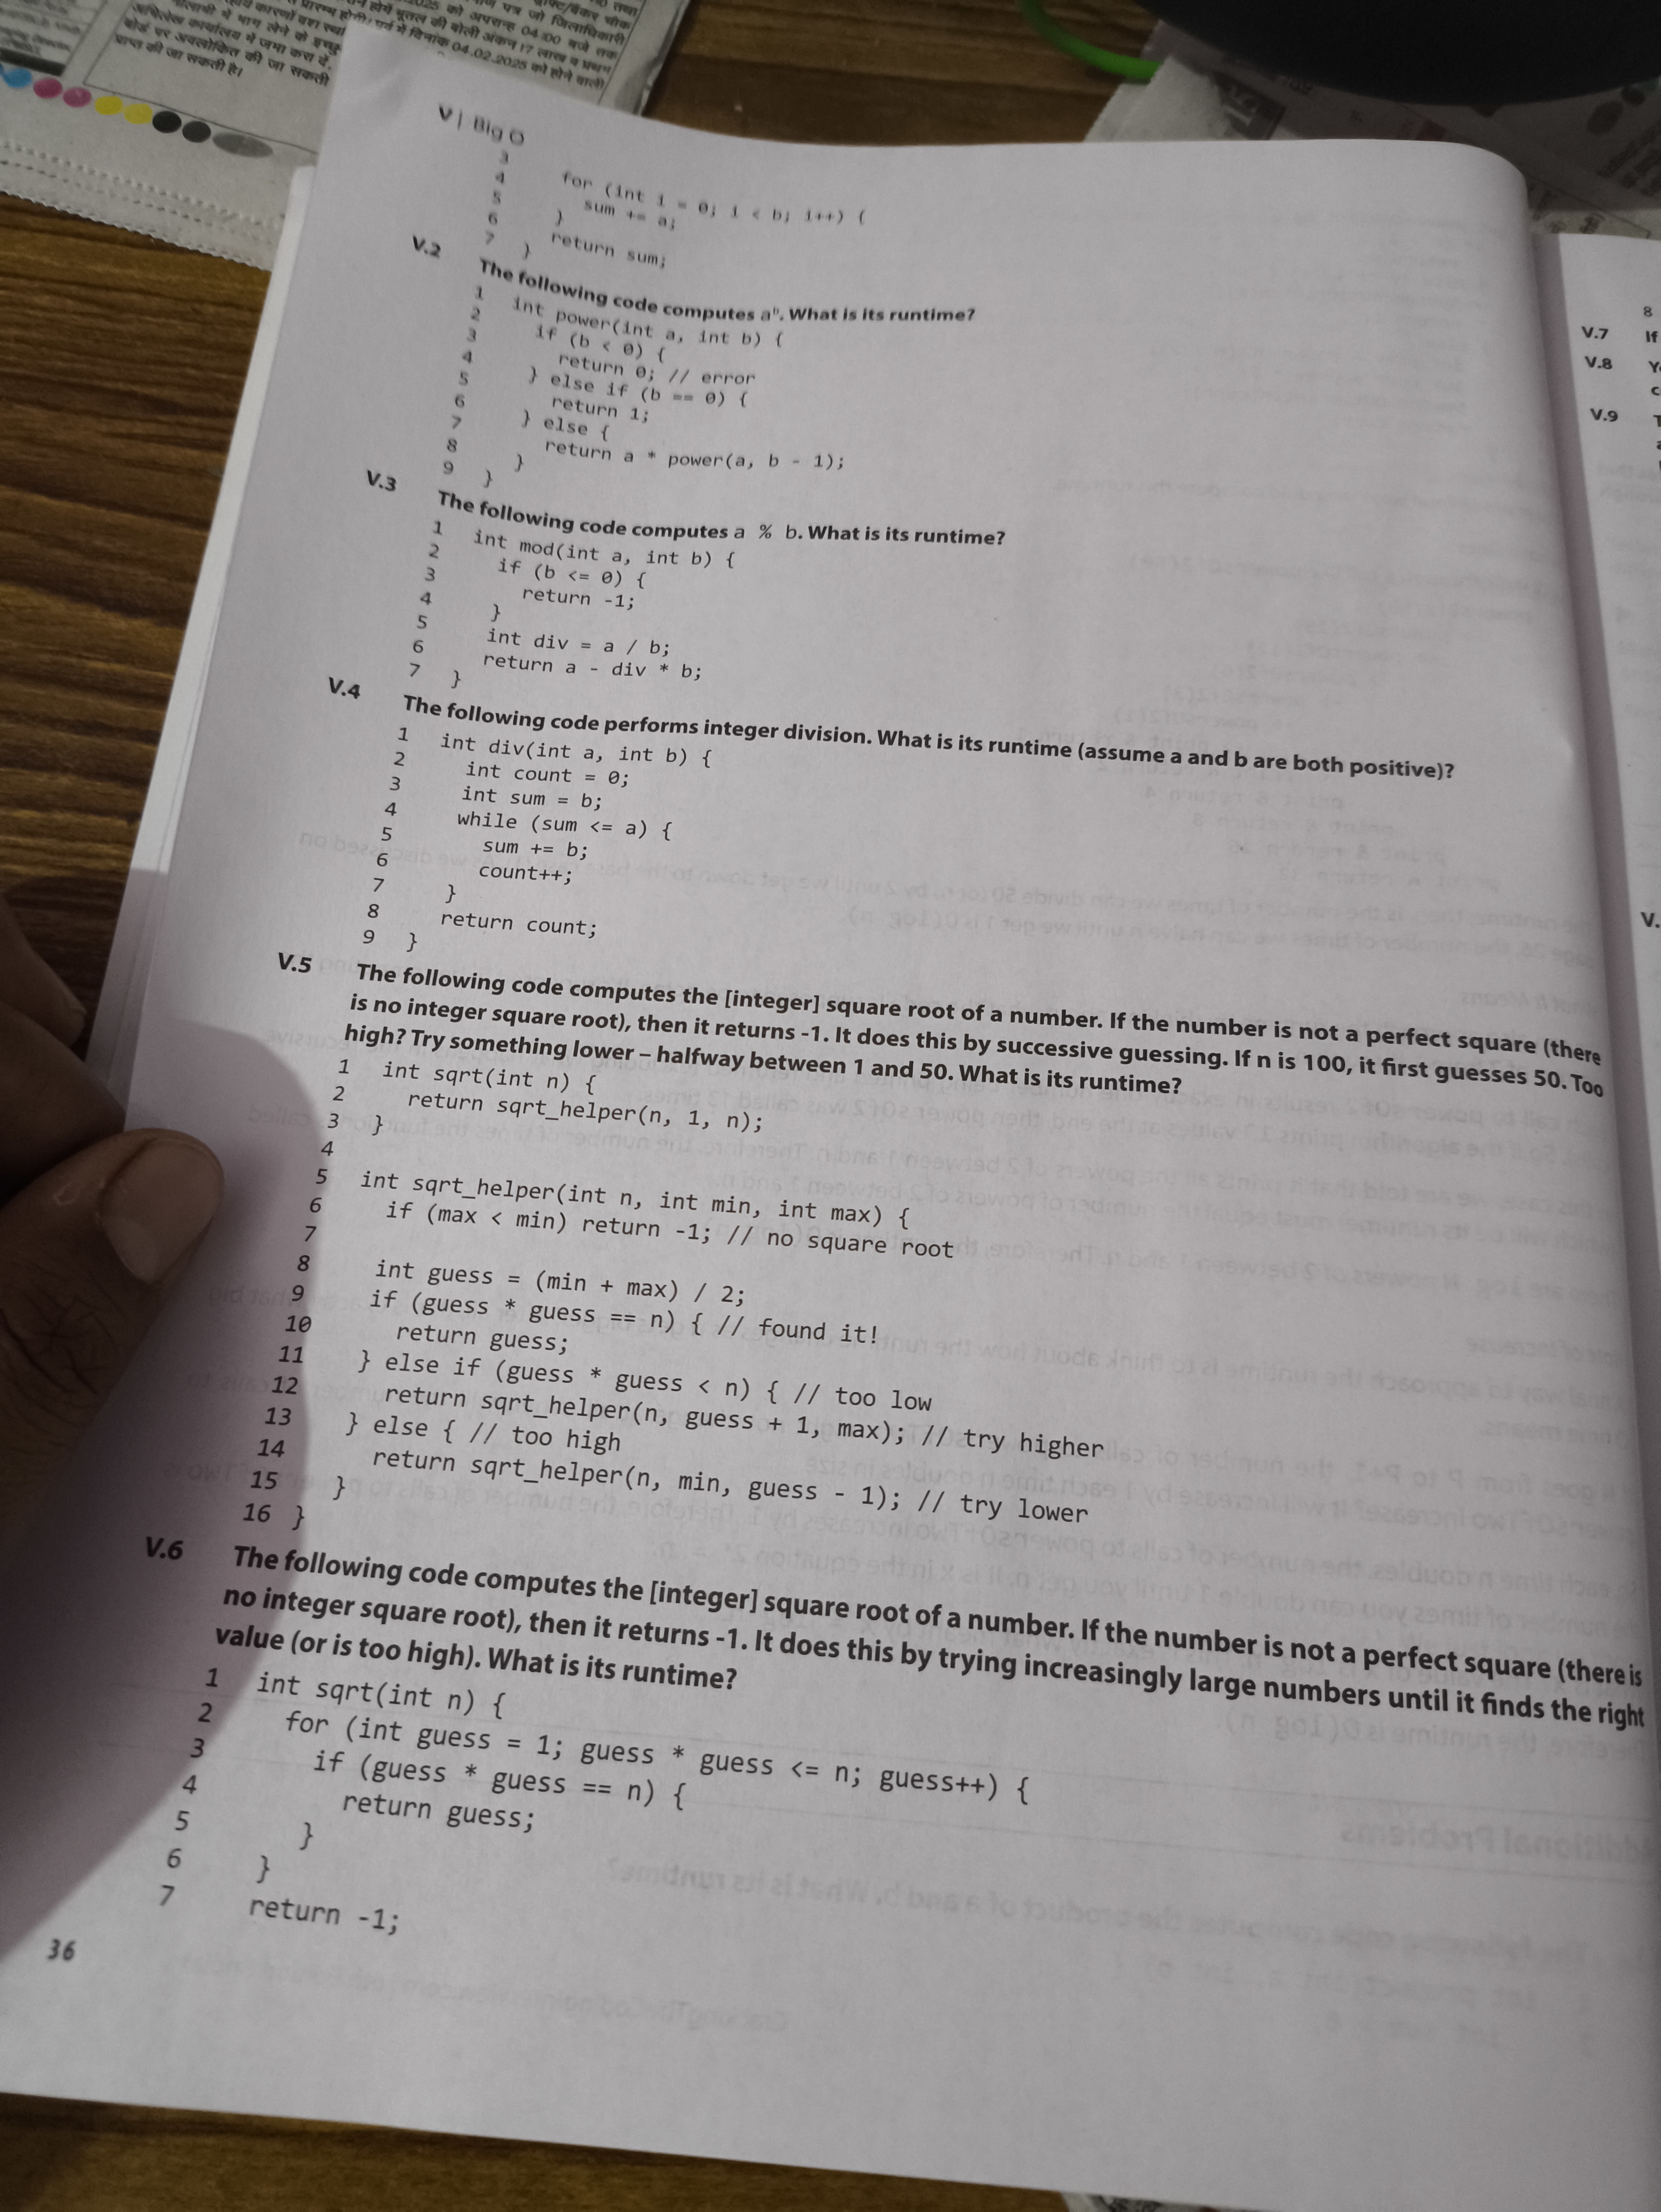 को अपरान्ह 04:00 बजे तक
में दिनांक 04.02.2025 को होने वाली
बोली अंकन 17 लाख व प्रथम
प्राप्त की जा सकती है।
V | Big O
3 for (int i = 0; i < b; i++) {
4 sum += a;
5 }
6 return sum;
7 }
V.2 The following code computes aᵇ. What is its runtime?
1 int power(int a, int b) {
2 if (b < 0) {
3 return 0; // error
4 } else if (b == 0) {
5 return 1;
6 } else {
7 return a * power(a, b - 1);
8 }
9 }
V.3 The following code computes a % b. What is its runtime?
1 int mod(int a, int b) {
2 if (b <= 0) {
3 return -1;
4 }
5 int div = a / b;
6 return a - div * b;
7 }
V.4 The following code performs integer division. What is its runtime (assume a and b are both positive)?
1 int div(int a, int b) {
2 int count = 0;
3 int sum = b;
4 while (sum <= a) {
5 sum += b;
6 count++;
7 }
8 return count;
9 }
V.5 The following code computes the [integer] square root of a number. If the number is not a perfect square (there
is no integer square root), then it returns -1. It does this by successive guessing. If n is 100, it first guesses 50. Too
high? Try something lower – halfway between 1 and 50. What is its runtime?
1 int sqrt(int n) {
2 return sqrt_helper(n, 1, n);
3 }
4
5 int sqrt_helper(int n, int min, int max) {
6 if (max < min) return -1; // no square root
7
8 int guess = (min + max) / 2;
9 if (guess * guess == n) { // found it!
10 return guess;
11 } else if (guess * guess < n) { // too low
12 return sqrt_helper(n, guess + 1, max); // try higher
13 } else { // too high
14 return sqrt_helper(n, min, guess - 1); // try lower
15 }
16 }
V.6 The following code computes the [integer] square root of a number. If the number is not a perfect square (there is
no integer square root), then it returns -1. It does this by trying increasingly large numbers until it finds the right
value (or is too high). What is its runtime?
1 int sqrt(int n) {
2 for (int guess = 1; guess * guess <= n; guess++) {
3 if (guess * guess == n) {
4 return guess;
5 }
6 }
7 return -1;
36
8
V.7 If
V.8
V.9
V.